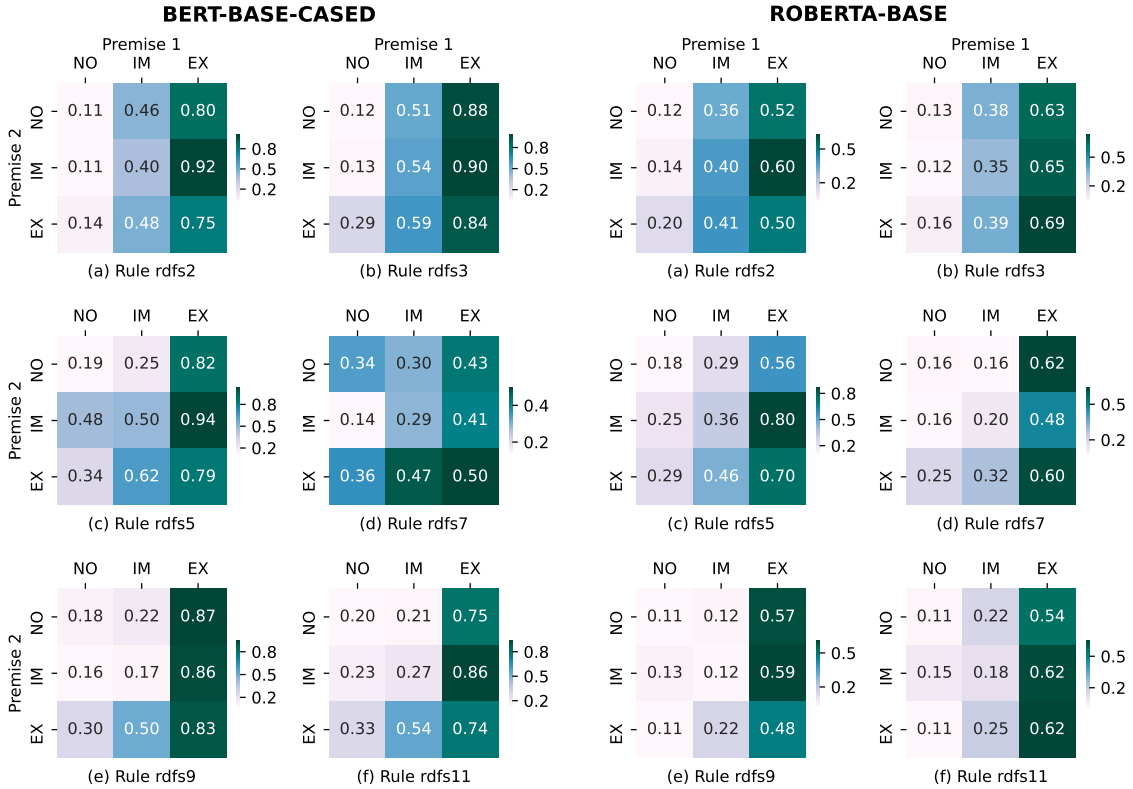 BERT-BASE-CASED ROBERTA-BASE
Premise 1 Premise 1 Premise 1 Premise 1
NO IM EX NO IM EX NO IM EX NO IM EX
Premise 2 NO 0.11 0.46 0.80 0.12 0.51 0.88 NO 0.12 0.36 0.52 0.13 0.38 0.63
IM 0.11 0.40 0.92 0.13 0.54 0.90 IM 0.14 0.40 0.60 0.12 0.35 0.65
EX 0.14 0.48 0.75 0.29 0.59 0.84 EX 0.20 0.41 0.50 0.16 0.39 0.69
0.8 0.5 0.2 0.8 0.5 0.2 0.5 0.2 0.5 0.2
(a) Rule rdfs2 (b) Rule rdfs3 (a) Rule rdfs2 (b) Rule rdfs3
NO IM EX NO IM EX NO IM EX NO IM EX
Premise 2 NO 0.19 0.25 0.82 NO 0.34 0.30 0.43 NO 0.18 0.29 0.56 NO 0.16 0.16 0.62
IM 0.48 0.50 0.94 IM 0.14 0.29 0.41 IM 0.25 0.36 0.80 IM 0.16 0.20 0.48
EX 0.34 0.62 0.79 EX 0.36 0.47 0.50 EX 0.29 0.46 0.70 EX 0.25 0.32 0.60
0.8 0.5 0.2 0.4 0.2 0.8 0.5 0.2 0.5 0.2
(c) Rule rdfs5 (d) Rule rdfs7 (c) Rule rdfs5 (d) Rule rdfs7
NO IM EX NO IM EX NO IM EX NO IM EX
Premise 2 NO 0.18 0.22 0.87 NO 0.20 0.21 0.75 NO 0.11 0.12 0.57 NO 0.11 0.22 0.54
IM 0.16 0.17 0.86 IM 0.23 0.27 0.86 IM 0.13 0.12 0.59 IM 0.15 0.18 0.62
EX 0.30 0.50 0.83 EX 0.33 0.54 0.74 EX 0.11 0.22 0.48 EX 0.11 0.25 0.62
0.8 0.5 0.2 0.8 0.5 0.2 0.5 0.2 0.5 0.2
(e) Rule rdfs9 (f) Rule rdfs11 (e) Rule rdfs9 (f) Rule rdfs11